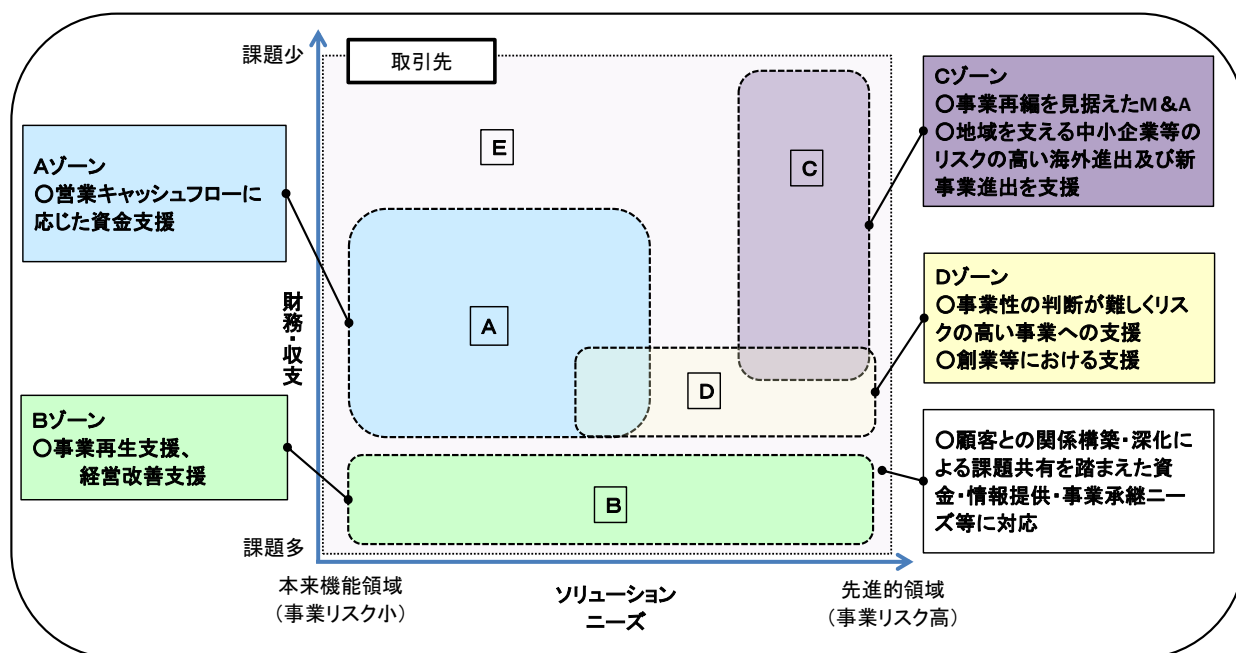 課題少
取引先
Aゾーン
○営業キャッシュフローに
応じた資金支援
Bゾーン
○事業再生支援、
経営改善支援
財務・収支
E
C
A
D
B
Cゾーン
○事業再編を見据えたM&A
○地域を支える中小企業等の
リスクの高い海外進出及び新
事業進出を支援
Dゾーン
○事業性の判断が難しくリ
スクの高い事業への支援
○創業等における支援
○顧客との関係構築・深化に
よる課題共有を踏まえた資
金・情報提供・事業承継ニー
ズ等に対応
課題多
本来機能領域
（事業リスク小）
ソリューション
ニーズ
先進的領域
（事業リスク高）